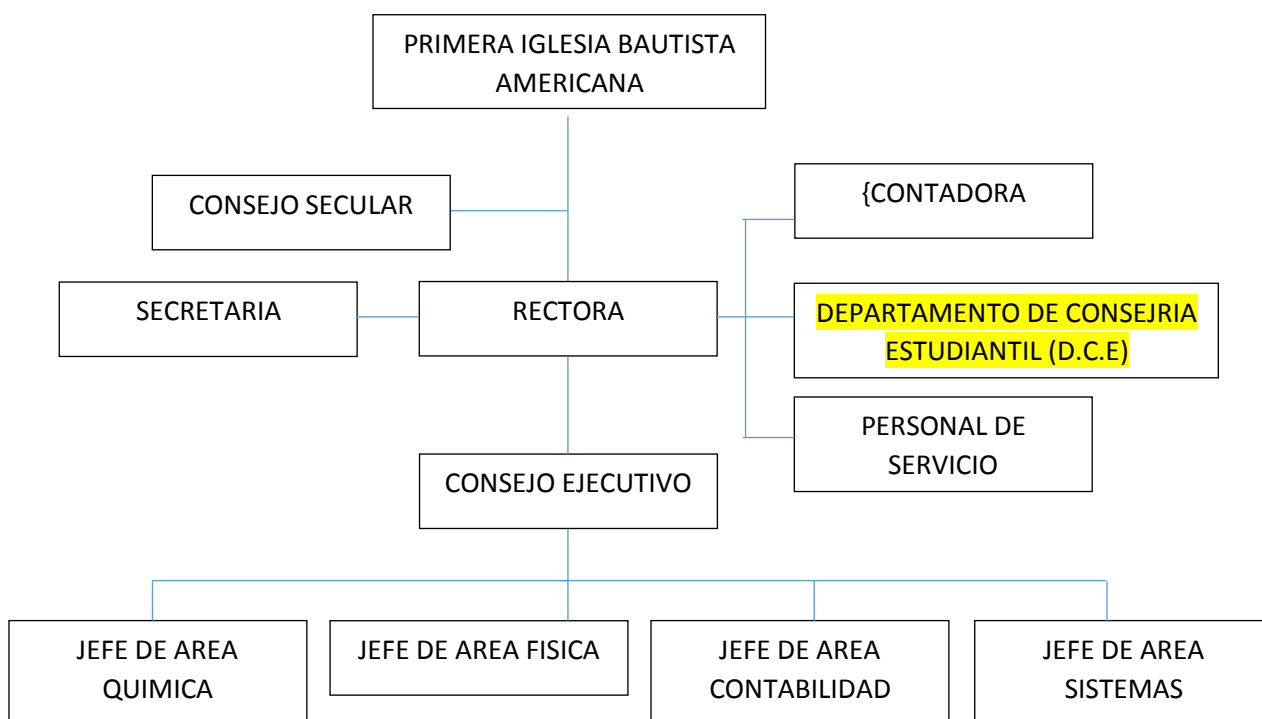 PRIMERA IGLESIA BAUTISTA
AMERICANA
CONSEJO SECULAR
{CONTADORA
SECRETARIA
RECTORA
DEPARTAMENTO DE CONSEJRIA
ESTUDIANTIL (D.C.E)
PERSONAL DE
SERVICIO
CONSEJO EJECUTIVO
JEFE DE AREA
QUIMICA
JEFE DE AREA FISICA
JEFE DE AREA
CONTABILIDAD
JEFE DE AREA
SISTEMAS